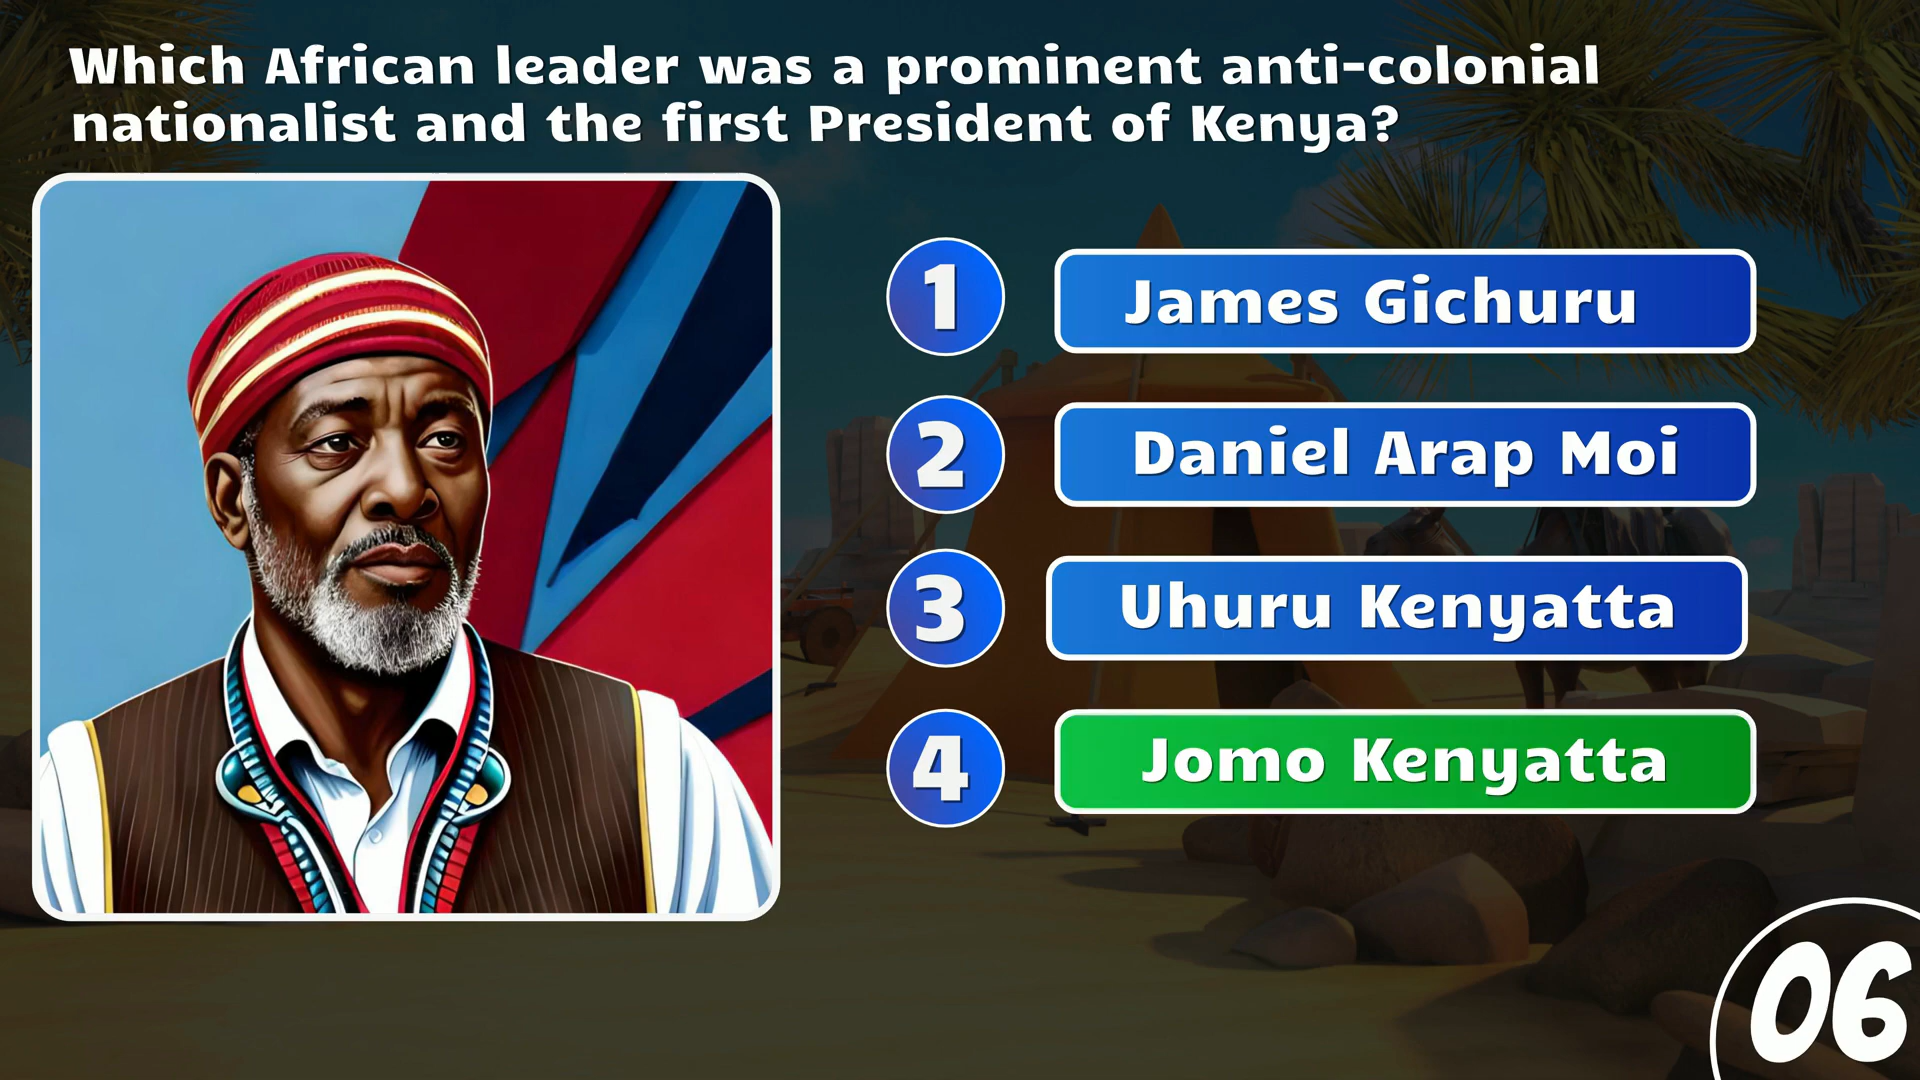 Which African leader was a prominent anti-colonial
nationalist and the first President of Kenya?
1
James Gichuru
2
Daniel Arap Moi
3
Uhuru Kenyatta
4
Jomo Kenyatta
06